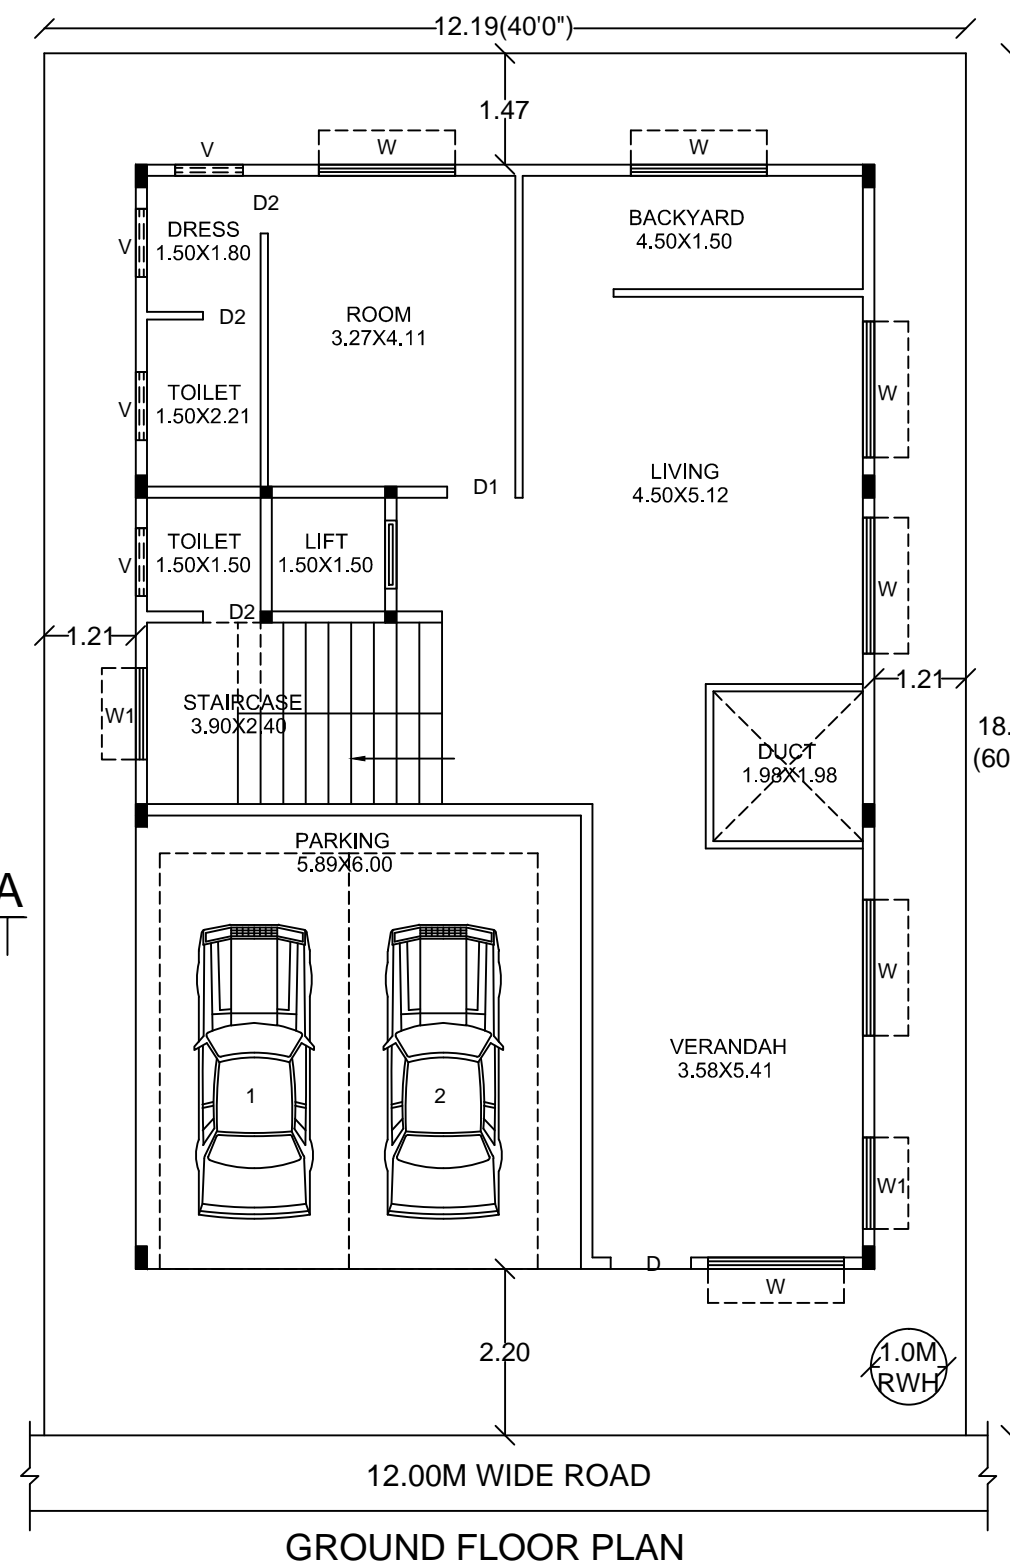 12.19(40'0")
1.47
V
W
W
D2
DRESS
1.50X1.80
V
BACKYARD
4.50X1.50
ROOM
3.27X4.11
D2
TOILET
1.50X2.21
V
W
LIVING
4.50X5.12
D1
TOILET
1.50X1.50
V
LIFT
1.50X1.50
W
D2
1.21
1.21
STAIRCASE
3.90X2.40
W1
18.
(60
DUCT
1.98X1.98
PARKING
5.89X6.00
A
W
VERANDAH
3.58X5.41
1
2
W1
D
W
2.20
1.0M
RWH
12.00M WIDE ROAD
GROUND FLOOR PLAN